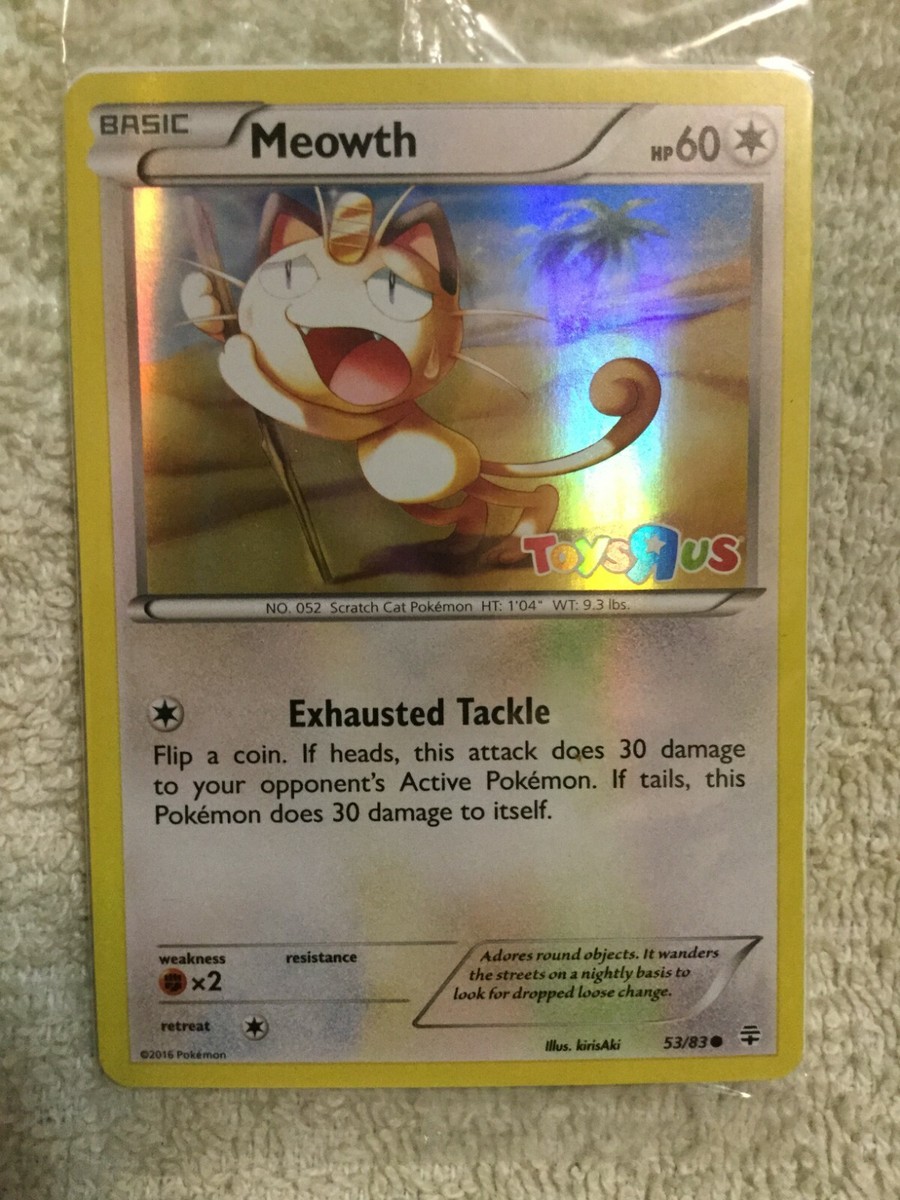 BASIC Meowth HP60
TOYSRUS
NO. 052 Scratch Cat Pokémon HT: 1'04" WT: 9.3 lbs.
Exhausted Tackle
Flip a coin. If heads, this attack does 30 damage
to your opponent's Active Pokémon. If tails, this
Pokémon does 30 damage to itself.
weakness resistance
×2
retreat
Adores round objects. It wanders
the streets on a nightly basis to
look for dropped loose change.
©2016 Pokémon
Illus. kirisAki 53/83